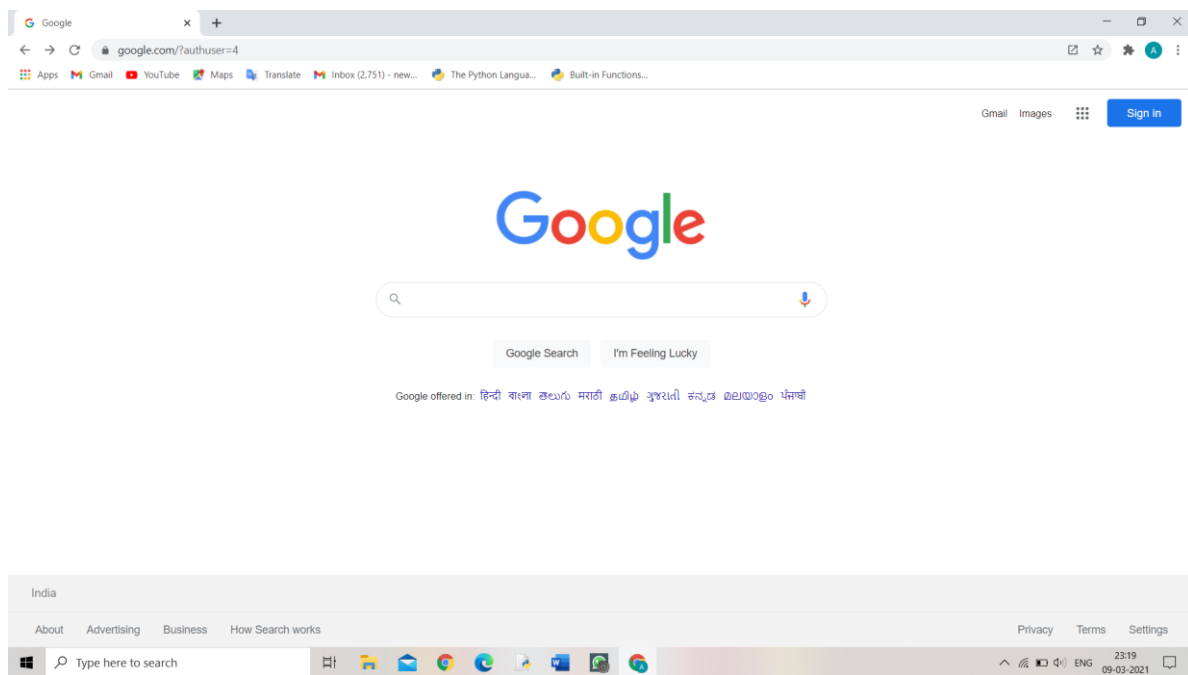 Google
google.com/?authuser=4
A
Apps Gmail YouTube Maps Translate Inbox (2,751) - new... The Python Langua... Built-in Functions...
Gmail Images Sign in
Google
Google Search I'm Feeling Lucky
Google offered in: हिन्दी বাংলা తెలుగు मराठी தமிழ் ગુજરાતી ಕನ್ನಡ മലയാളം ਪੰਜਾਬੀ
India
About Advertising Business How Search works Privacy Terms Settings
Type here to search ENG 23:19
09-03-2021